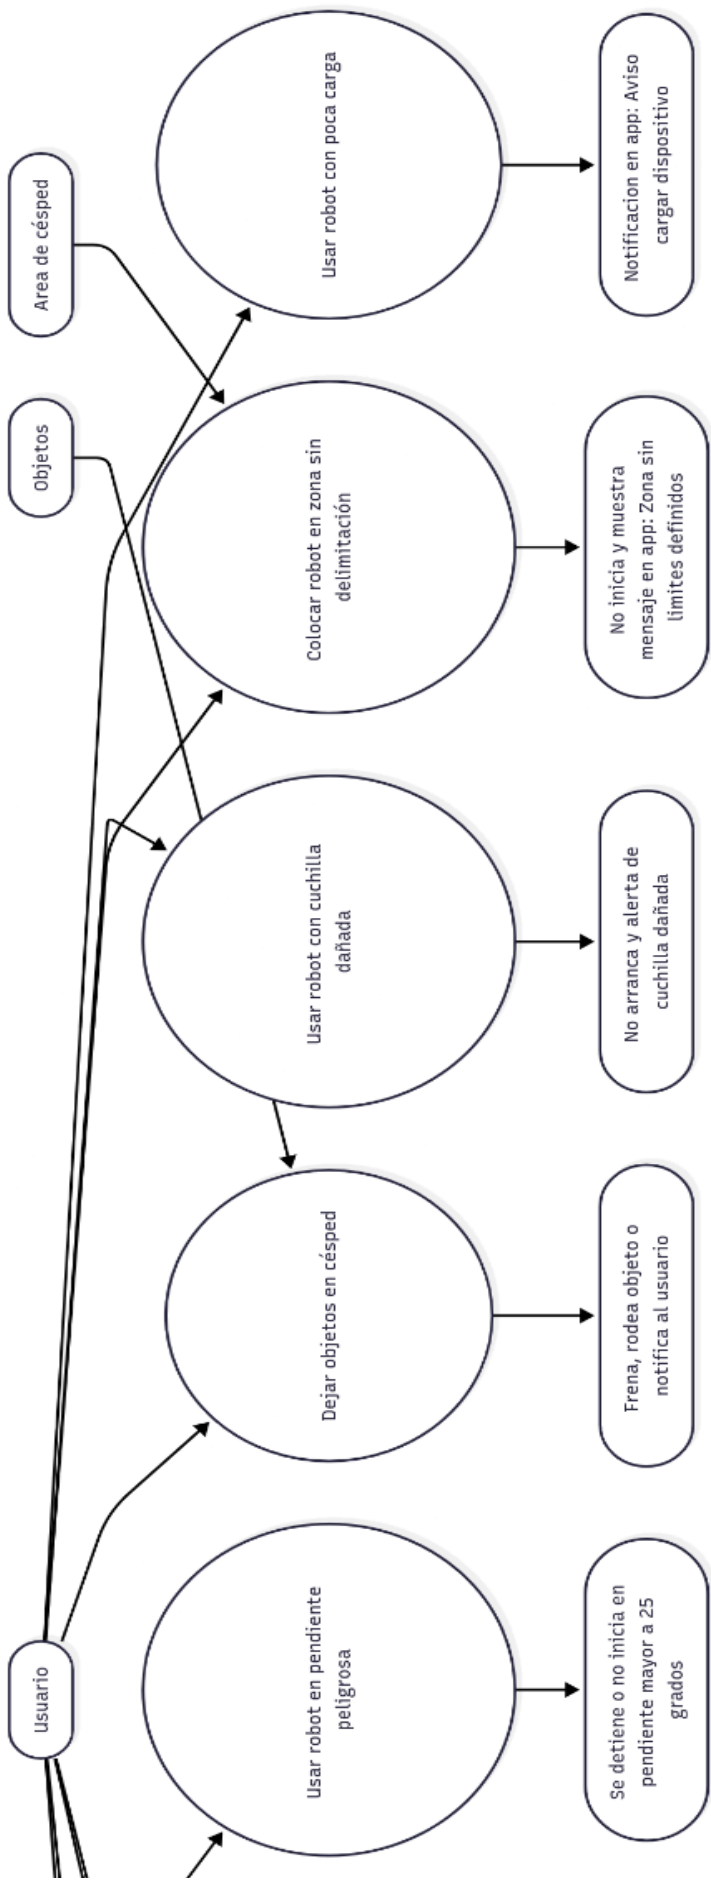 Usuario
Objetos
Area de césped
Usar robot en pendiente
peligrosa
Dejar objetos en césped
Usar robot con cuchilla
dañada
Colocar robot en zona sin
delimitación
Usar robot con poca carga
Se detiene o no inicia en
pendiente mayor a 25
grados
Frena, rodea objeto o
notifica al usuario
No arranca y alerta de
cuchilla dañada
No inicia y muestra
mensaje en app: Zona sin
limites definidos
Notificacion en app: Aviso
cargar dispositivo